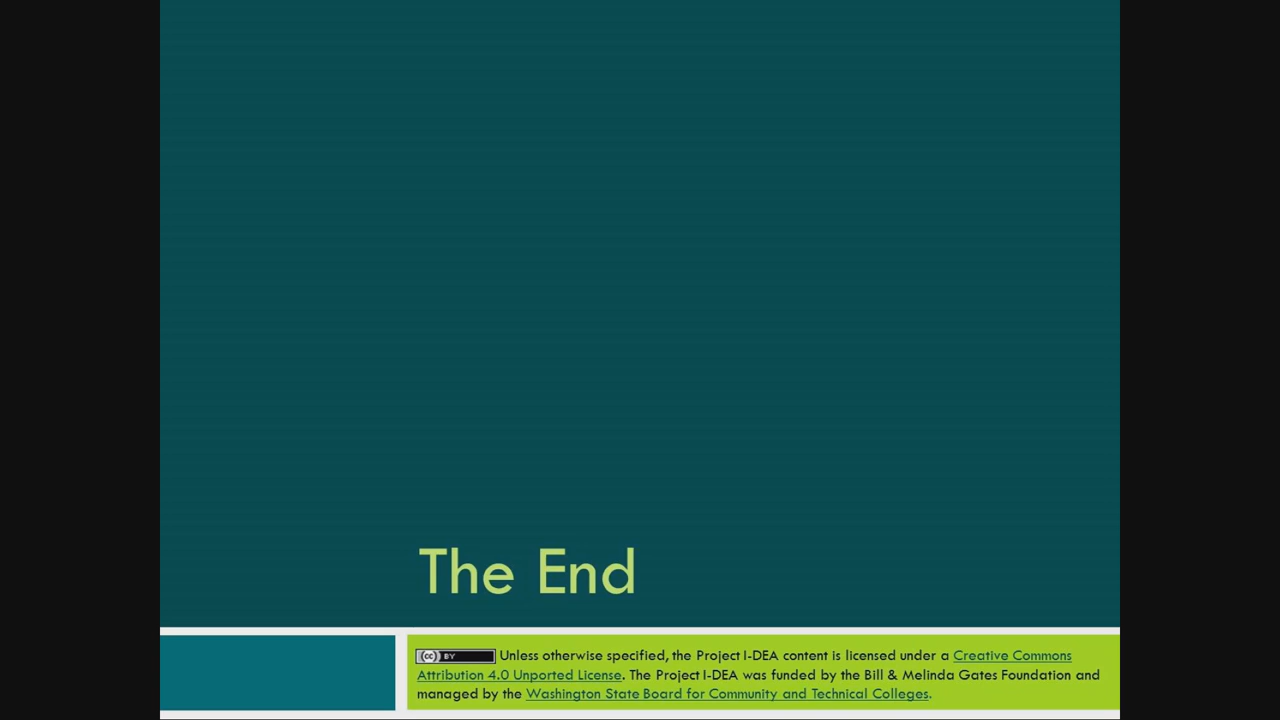 The End
(cc) BY Unless otherwise specified, the Project I-DEA content is licensed under a Creative Commons
Attribution 4.0 Unported License. The Project I-DEA was funded by the Bill & Melinda Gates Foundation and
managed by the Washington State Board for Community and Technical Colleges.